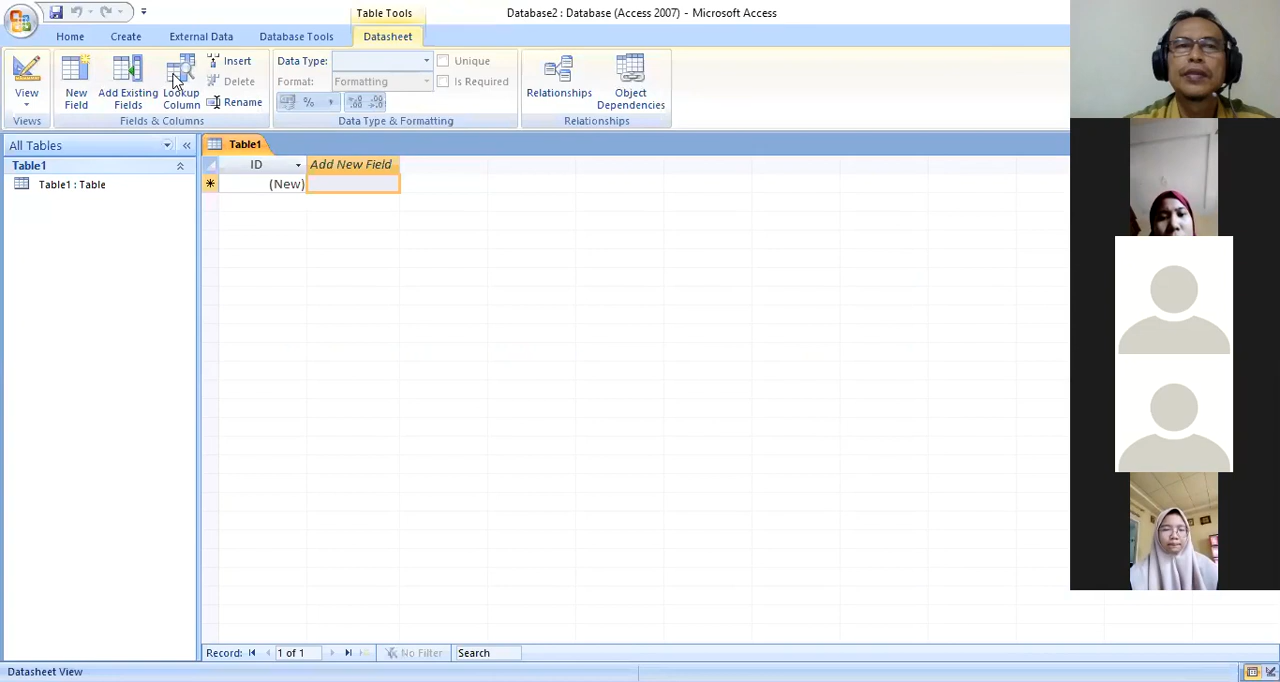 Table Tools
Database2 : Database (Access 2007) - Microsoft Access
Home
Create
External Data
Database Tools
Datasheet
View
New Field
Add Existing Fields
Lookup Column
Insert
Delete
Rename
Data Type:
Format:
Formatting
Unique
Is Required
%
Relationships
Object Dependencies
Views
Fields & Columns
Data Type & Formatting
Relationships
All Tables
Table1
Table1 : Table
Table1
ID
Add New Field
(New)
Record:
1 of 1
No Filter
Search
Datasheet View